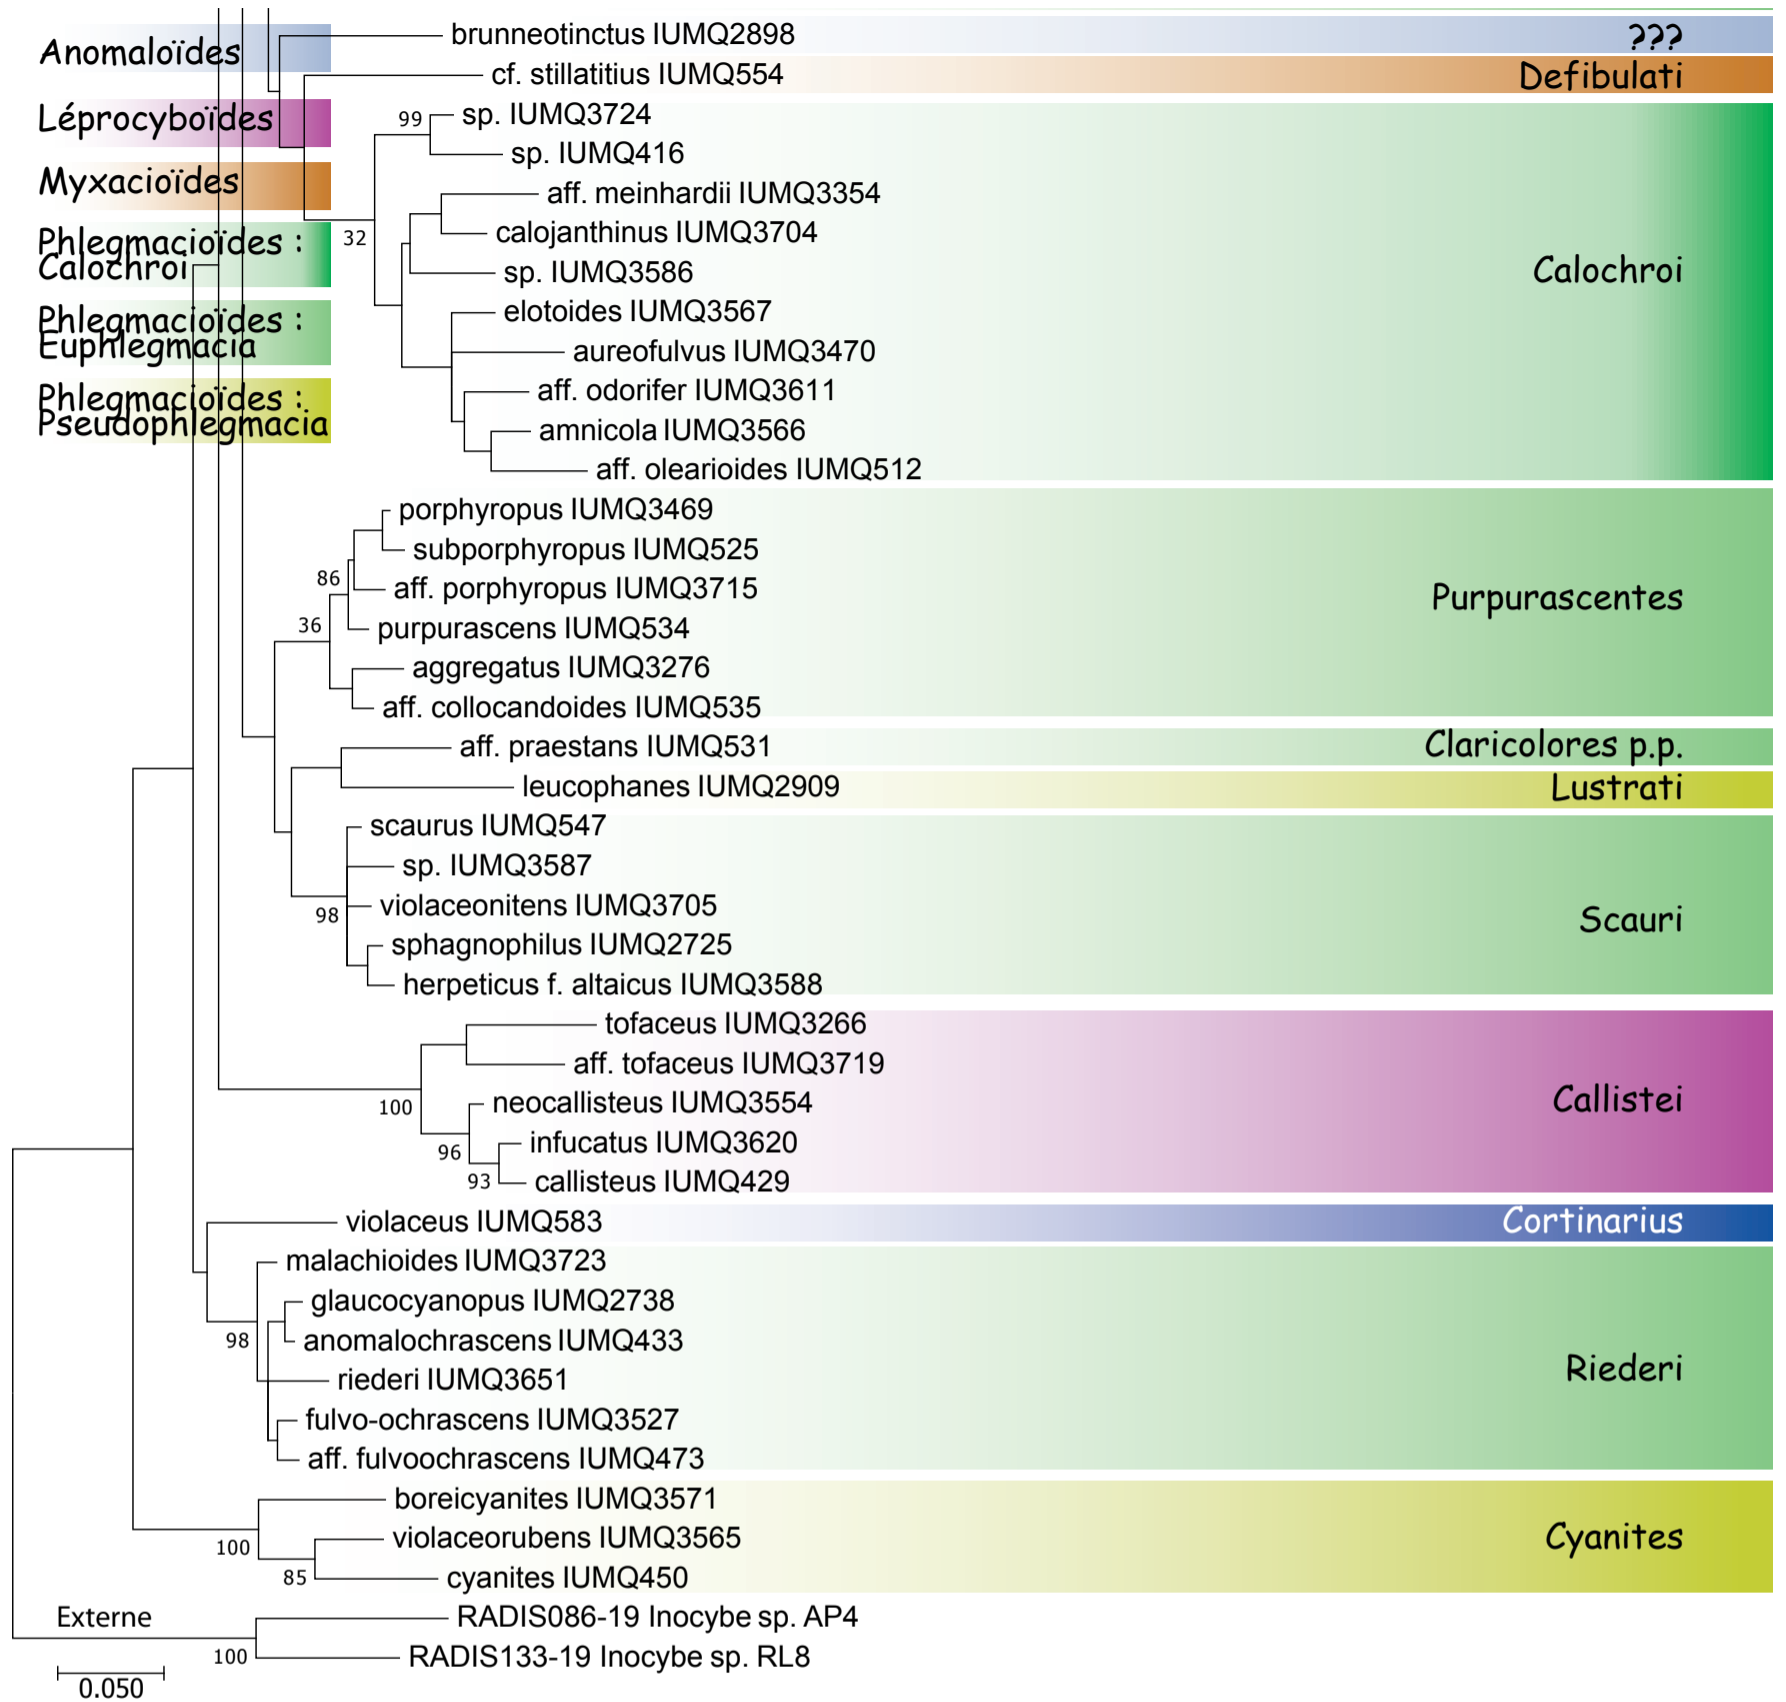 Anomaloïdes
Léprocyboïdes
Myxacioïdes
Phlegmacioïdes :
Calochroi
Phlegmacioïdes :
Euphlegmacia
Phlegmacioïdes :
Pseudophlegmacia
brunneotinctus IUMQ2898
???
cf. stillatitius IUMQ554
Defibulati
99
sp. IUMQ3724
sp. IUMQ416
aff. meinhardii IUMQ3354
calojanthinus IUMQ3704
32
sp. IUMQ3586
Calochroi
elotoides IUMQ3567
aureofulvus IUMQ3470
aff. odorifer IUMQ3611
amnicola IUMQ3566
aff. olearioides IUMQ512
porphyropus IUMQ3469
subporphyropus IUMQ525
86
aff. porphyropus IUMQ3715
Purpurascentes
36
purpurascens IUMQ534
aggregatus IUMQ3276
aff. collocandoides IUMQ535
aff. praestans IUMQ531
Claricolores p.p.
leucophanes IUMQ2909
Lustrati
scaurus IUMQ547
sp. IUMQ3587
violaceonitens IUMQ3705
98
Scauri
sphagnophilus IUMQ2725
herpeticus f. altaicus IUMQ3588
tofaceus IUMQ3266
aff. tofaceus IUMQ3719
100
neocallisteus IUMQ3554
Callistei
96
infucatus IUMQ3620
93
callisteus IUMQ429
violaceus IUMQ583
Cortinarius
malachioides IUMQ3723
glaucocyanopus IUMQ2738
98
anomalochrascens IUMQ433
riederi IUMQ3651
Riederi
fulvo-ochrascens IUMQ3527
aff. fulvoochrascens IUMQ473
boreicyanites IUMQ3571
100
violaceorubens IUMQ3565
Cyanites
85
cyanites IUMQ450
Externe
RADIS086-19 Inocybe sp. AP4
100
RADIS133-19 Inocybe sp. RL8
0.050